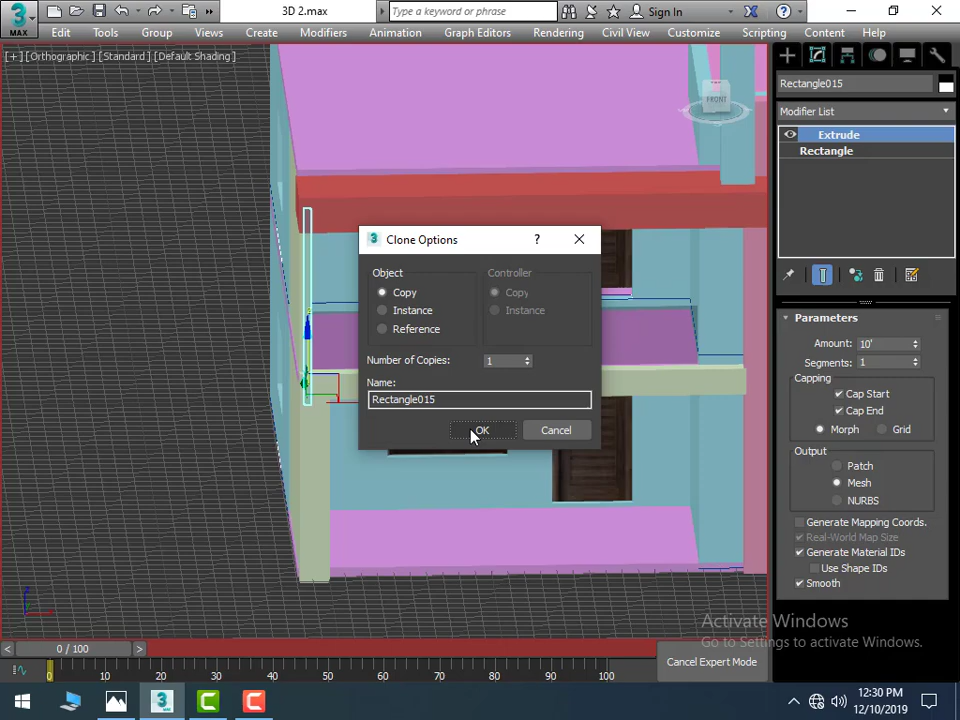 3D 2.max
Type a keyword or phrase
Sign In
MAX
Edit
Tools
Group
Views
Create
Modifiers
Animation
Graph Editors
Rendering
Civil View
Customize
Scripting
Content
Help
[+] [Orthographic] [Standard] [Default Shading]
FRONT
Rectangle015
Modifier List
Extrude
Rectangle
Clone Options
?
Object
Copy
Instance
Reference
Controller
Copy
Instance
Number of Copies:
1
Name:
Rectangle015
OK
Cancel
Parameters
Amount: 10'
Segments: 1
Capping
Cap Start
Cap End
Morph
Grid
Output
Patch
Mesh
NURBS
Generate Mapping Coords.
Real-World Map Size
Generate Material IDs
Use Shape IDs
Smooth
Activate Windows
Go to Settings to activate Windows.
0 / 100
Cancel Expert Mode
0 10 20 30 40 50 60 70 80 90 100
12:30 PM
12/10/2019